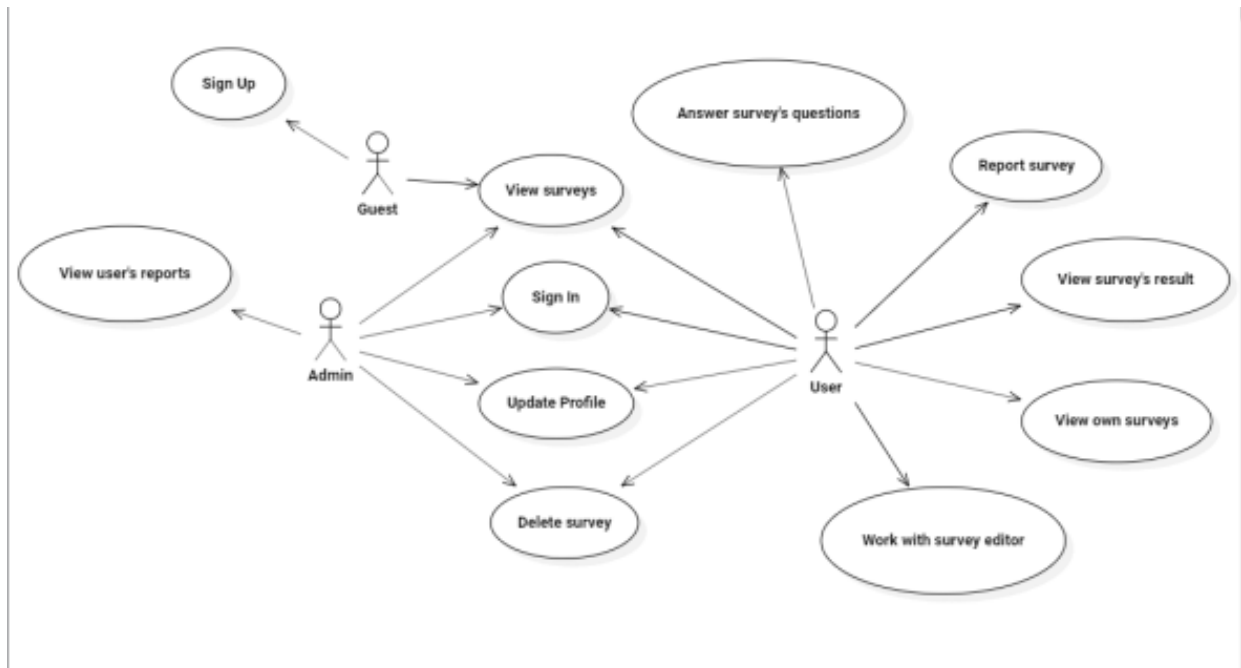 Sign Up
Answer survey's questions
Report survey
View surveys
Guest
View user's reports
View survey's result
Sign In
Admin
User
Update Profile
View own surveys
Delete survey
Work with survey editor